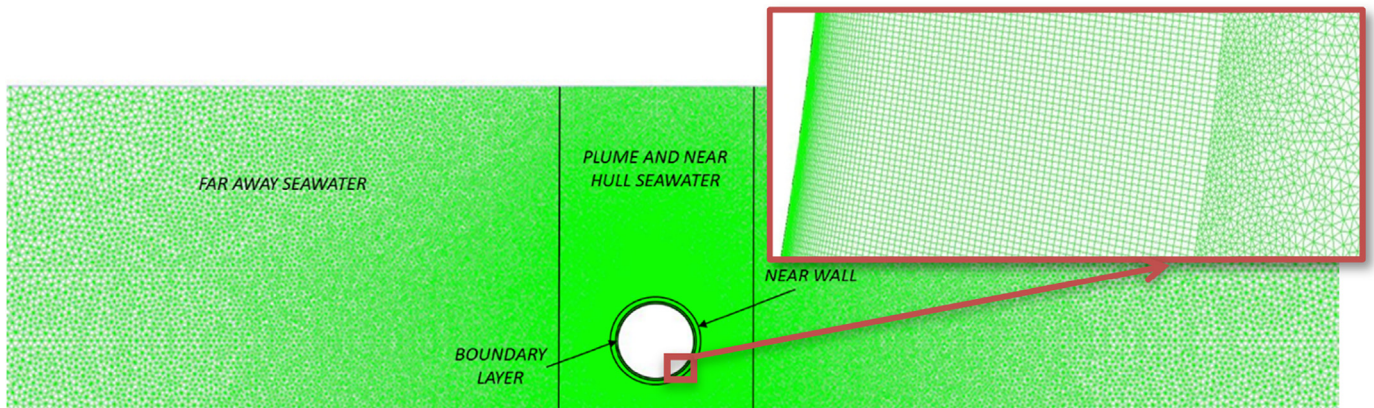 FAR AWAY SEAWATER
PLUME AND NEAR
HULL SEAWATER
NEAR WALL
BOUNDARY
LAYER